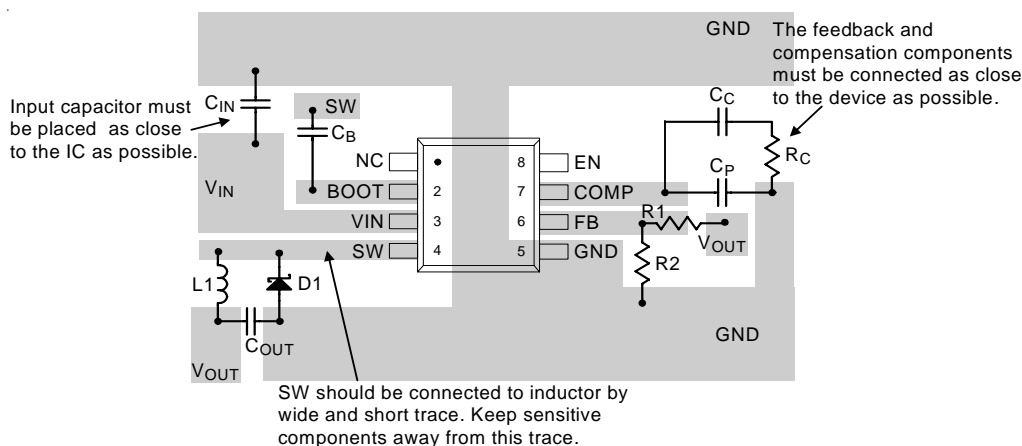 GND
The feedback and
compensation components
must be connected as close
to the device as possible.
Input capacitor must
be placed as close
to the IC as possible.
CIN
SW
CB
CC
RC
CP
VIN
NC
8
EN
BOOT
2
7
COMP
VIN
3
6
FB
R1
VOUT
SW
4
5
GND
R2
L1
D1
COUT
VOUT
GND
SW should be connected to inductor by
wide and short trace. Keep sensitive
components away from this trace.